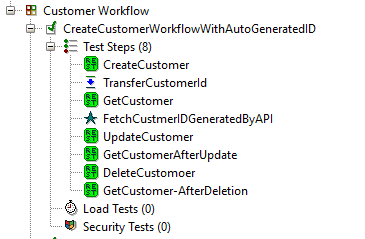 Customer Workflow
CreateCustomerWorkflowWithAutoGeneratedID
Test Steps (8)
CreateCustomer
TransferCustomerId
GetCustomer
FetchCustmerIDGeneratedByAPI
UpdateCustomer
GetCustomerAfterUpdate
DeleteCustomoer
GetCustomer-AfterDeletion
Load Tests (0)
Security Tests (0)